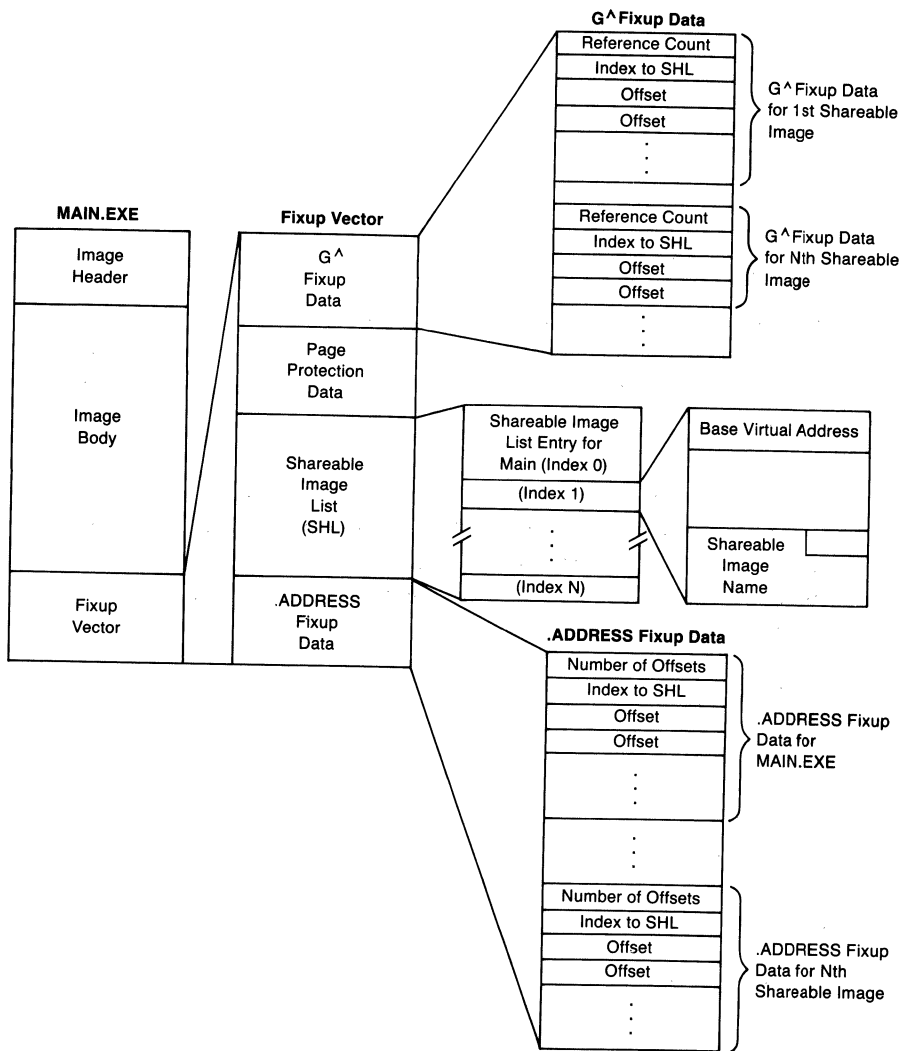 G^Fixup Data
Reference Count
Index to SHL
Offset
Offset
.
.
.
G^Fixup Data
for 1st Shareable
Image
Reference Count
Index to SHL
Offset
Offset
.
.
.
G^Fixup Data
for Nth Shareable
Image
MAIN.EXE
Image
Header
Image
Body
Fixup
Vector
Fixup Vector
G^
Fixup
Data
Page
Protection
Data
Shareable
Image
List
(SHL)
.ADDRESS
Fixup
Data
Shareable Image
List Entry for
Main (Index 0)
(Index 1)
.
.
.
(Index N)
Base Virtual Address
Shareable
Image
Name
.ADDRESS Fixup Data
Number of Offsets
Index to SHL
Offset
Offset
.
.
.
.ADDRESS Fixup
Data for
MAIN.EXE
.
.
.
Number of Offsets
Index to SHL
Offset
Offset
.
.
.
.ADDRESS Fixup
Data for Nth
Shareable Image